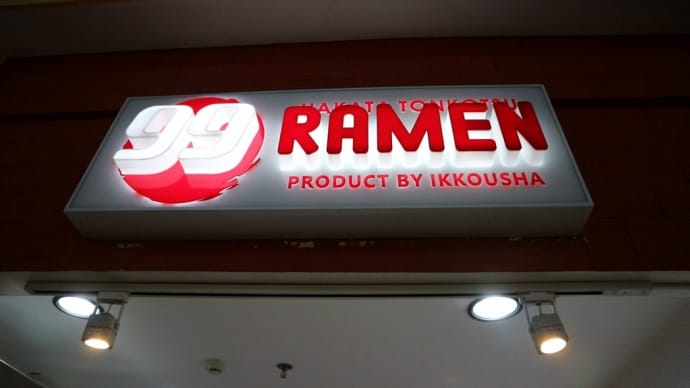 99
HAKATA TONKOTSU
RAMEN
PRODUCT BY IKKOUSHA